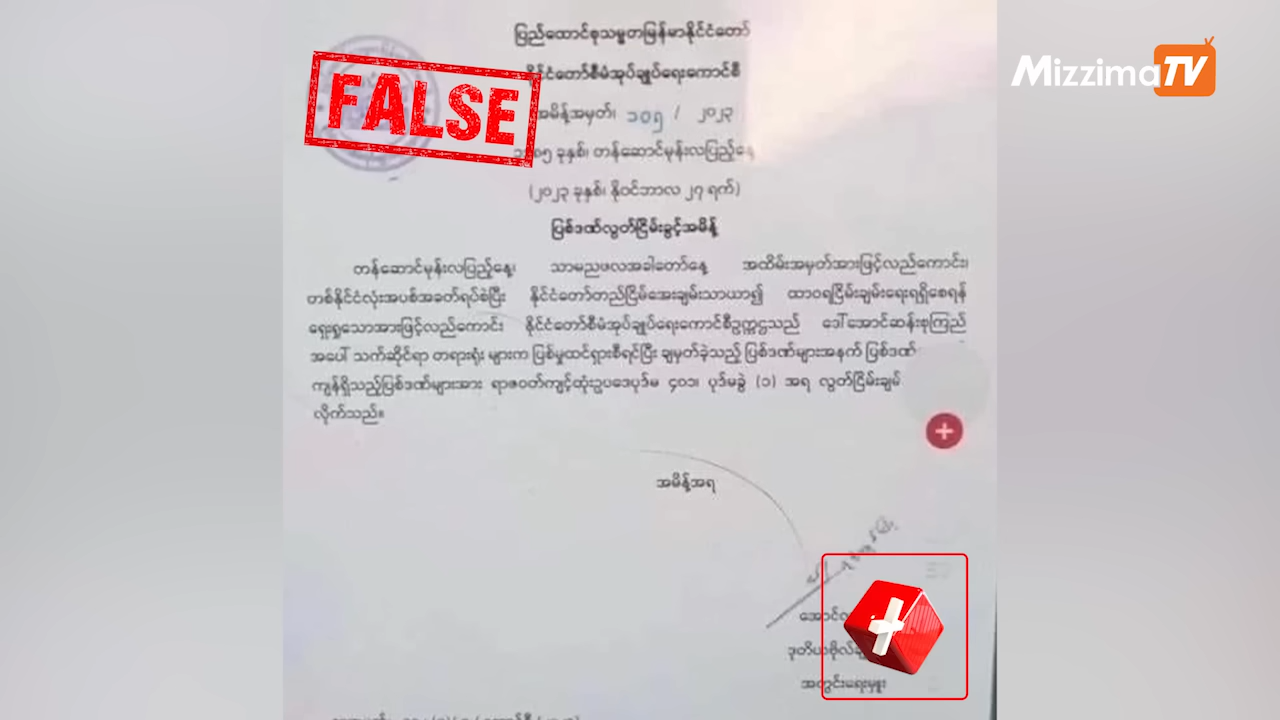 ပြည်ထောင်စုသမ္မတမြန်မာနိုင်ငံတော်
MizzimaTV
FALSE
နိုင်ငံတော်စီမံအုပ်ချုပ်ရေးကောင်စီ
အမိန့်အမှတ်၊ ၁၀၅ / ၂၀၂၃
ခုနှစ်၊ တန်ဆောင်မုန်းလပြည့်နေ့
(၂၀၂၃ ခုနှစ်၊ နိုဝင်ဘာလ ၂၇ ရက်)
ပြစ်ဒဏ်လွတ်ငြိမ်းခွင့်အမိန့်
တန်ဆောင်မုန်းလပြည့်နေ့၊ သာမညဖလအခါတော်နေ့ အထိမ်းအမှတ်အားဖြင့်လည်ကောင်း၊
တစ်နိုင်ငံလုံးအပစ်အခတ်ရပ်စဲပြီး နိုင်ငံတော်တည်ငြိမ်အေးချမ်းသာယာ၍ ထာဝရငြိမ်းချမ်းရေးရရှိစေရန်
ရှေးရှုသောအားဖြင့်လည်ကောင်း နိုင်ငံတော်စီမံအုပ်ချုပ်ရေးကောင်စီဥက္ကဋ္ဌသည် ဒေါ်အောင်ဆန်းစုကြည်
အပေါ် သက်ဆိုင်ရာ တရားရုံး များက ပြစ်မှုထင်ရှားစီရင်ပြီး ချမှတ်ခဲ့သည့် ပြစ်ဒဏ်များအနက် ပြစ်ဒဏ်
ကျန်ရှိသည့်ပြစ်ဒဏ်များအား ရာဇဝတ်ကျင့်ထုံးဥပဒေပုဒ်မ ၄၀၁၊ ပုဒ်မခွဲ (၁) အရ လွတ်ငြိမ်းချမ်
လိုက်သည်။
အမိန့်အရ
အတွင်းရေးမှူး